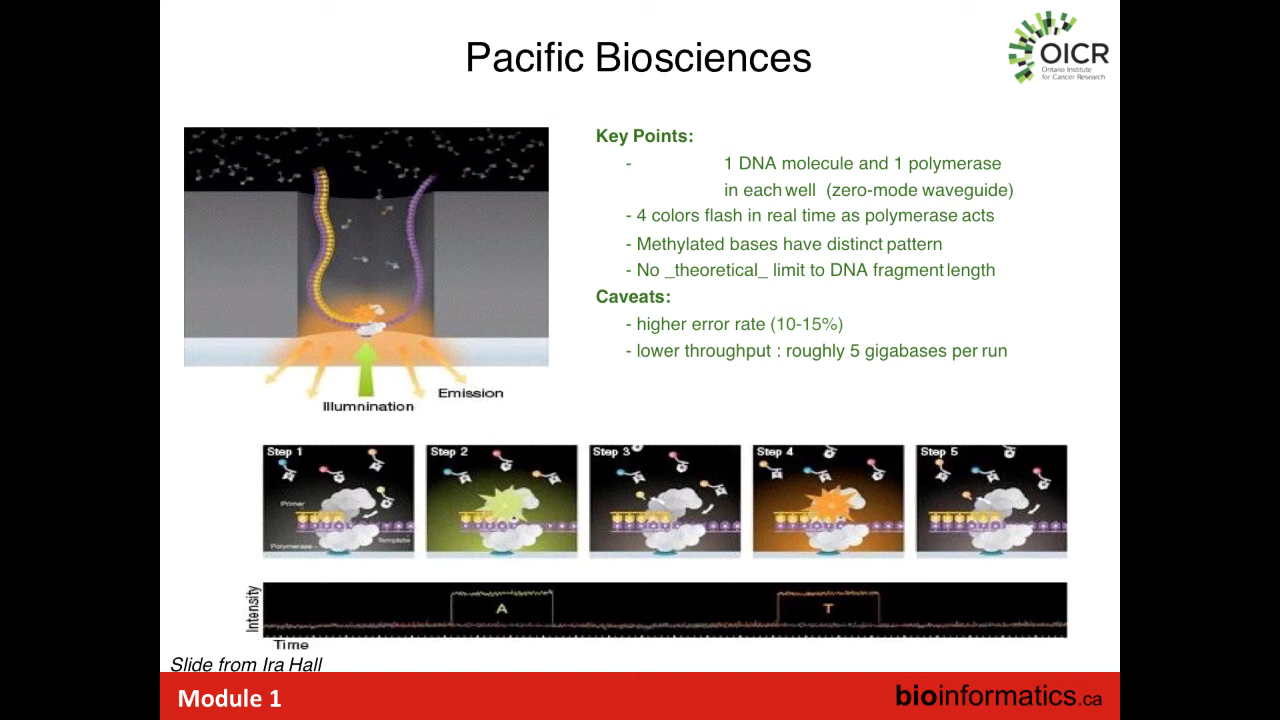 Pacific Biosciences
OICR
Ontario Institute
for Cancer Research
Key Points:
- 1 DNA molecule and 1 polymerase
in each well (zero-mode waveguide)
- 4 colors flash in real time as polymerase acts
- Methylated bases have distinct pattern
- No _theoretical_ limit to DNA fragment length
Caveats:
- higher error rate (10-15%)
- lower throughput : roughly 5 gigabases per run
Emission
Illumnination
Step 1
Step 2
Step 3
Step 4
Step 5
Primer
Template
Polymerase
Intensity
A
T
Time
Slide from Ira Hall
Module 1
bioinformatics.ca